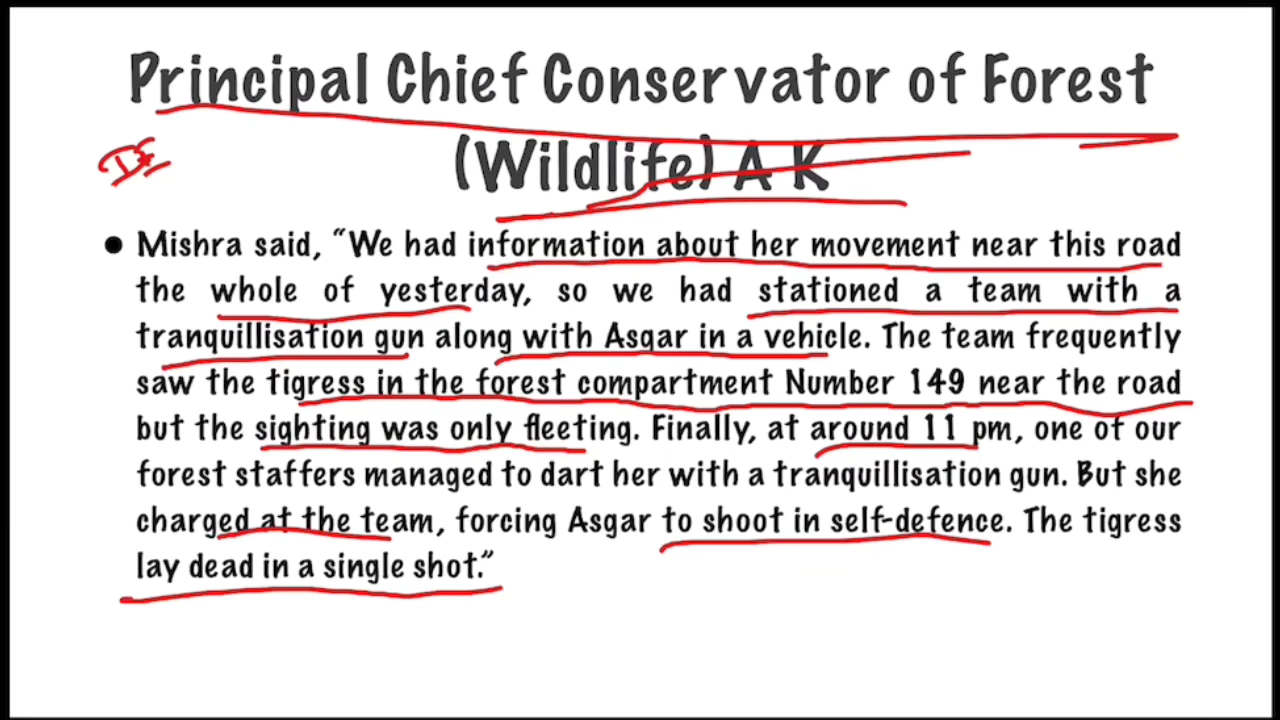 Principal Chief Conservator of Forest
(Wildlife) A K
• Mishra said, “We had information about her movement near this road
the whole of yesterday, so we had stationed a team with a
tranquillisation gun along with Asgar in a vehicle. The team frequently
saw the tigress in the forest compartment Number 149 near the road
but the sighting was only fleeting. Finally, at around 11 pm, one of our
forest staffers managed to dart her with a tranquillisation gun. But she
charged at the team, forcing Asgar to shoot in self-defence. The tigress
lay dead in a single shot.”